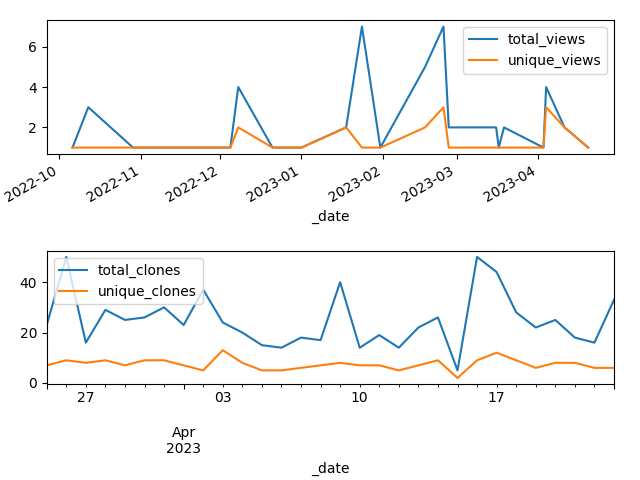 total_views
unique_views
6
4
2
2022-10
2022-11
2022-12
2023-01
2023-02
2023-03
2023-04
_date
total_clones
unique_clones
40
20
0
27
03
10
17
Apr
2023
_date